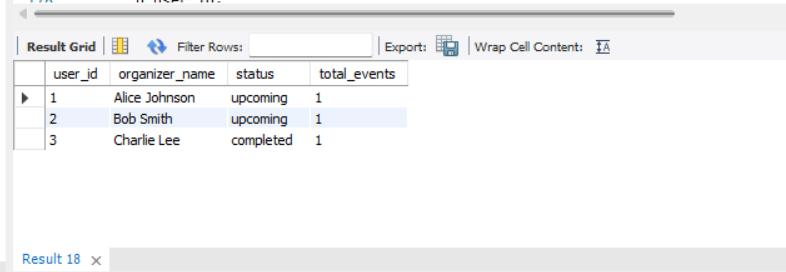 Result Grid Filter Rows: Export: Wrap Cell Content:
user_id organizer_name status total_events
1 Alice Johnson upcoming 1
2 Bob Smith upcoming 1
3 Charlie Lee completed 1
Result 18 ×